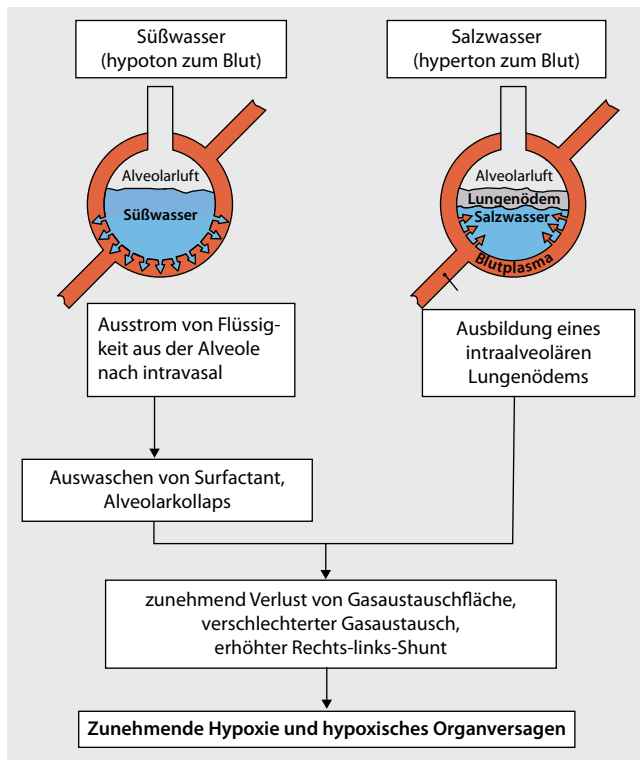 Süßwasser
(hypoton zum Blut)
Salzwasser
(hyperton zum Blut)
Alveolarluft
Süßwasser
Alveolarluft
Lungenödem
Salzwasser
Blutplasma
Ausstrom von Flüssig-
keit aus der Alveole
nach intravasal
Ausbildung eines
intraalveolären
Lungenödems
Auswaschen von Surfactant,
Alveolarkollaps
zunehmend Verlust von Gasaustauschfläche,
verschlechterter Gasaustausch,
erhöhter Rechts-links-Shunt
Zunehmende Hypoxie und hypoxisches Organversagen